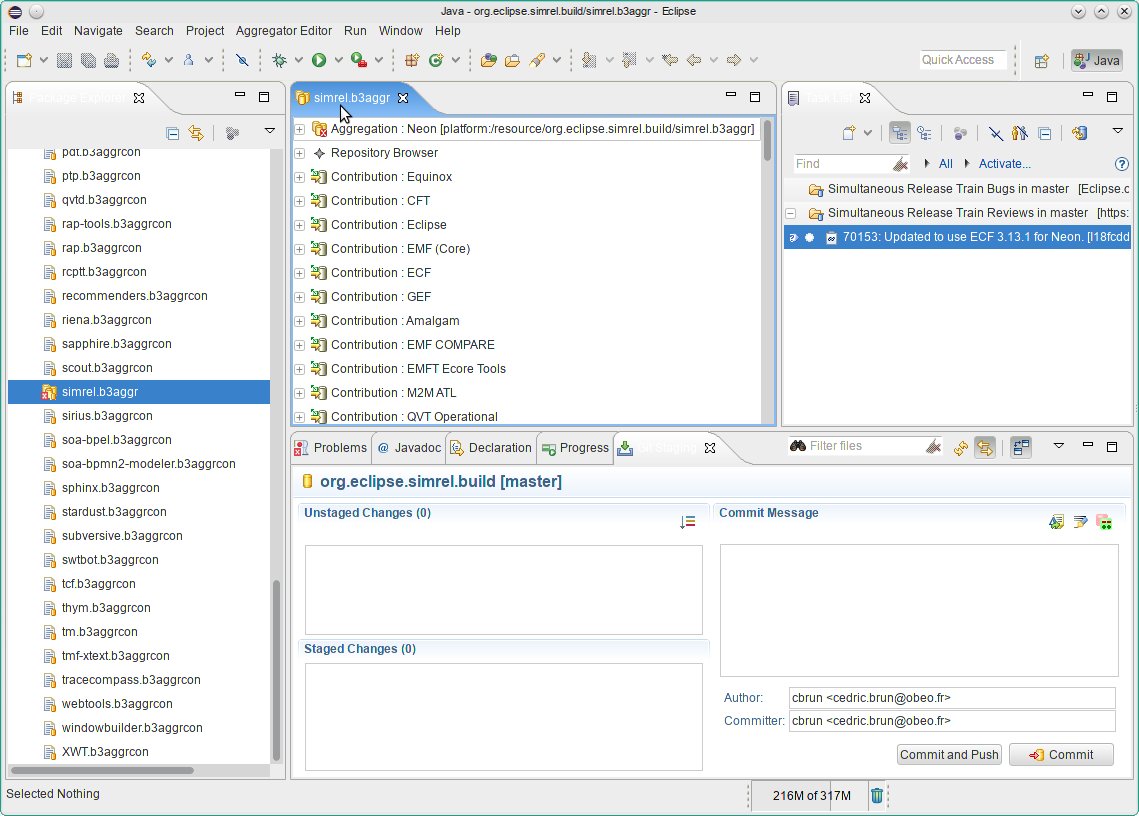 Java - org.eclipse.simrel.build/simrel.b3aggr - Eclipse
File Edit Navigate Search Project Aggregator Editor Run Window Help
Quick Access
Java
Package Explorer
pdt.b3aggrcon
ptp.b3aggrcon
qvtd.b3aggrcon
rap-tools.b3aggrcon
rap.b3aggrcon
rcptt.b3aggrcon
recommenders.b3aggrcon
riena.b3aggrcon
sapphire.b3aggrcon
scout.b3aggrcon
simrel.b3aggr
sirius.b3aggrcon
soa-bpel.b3aggrcon
soa-bpmn2-modeler.b3aggrcon
sphinx.b3aggrcon
stardust.b3aggrcon
subversive.b3aggrcon
swtbot.b3aggrcon
tcf.b3aggrcon
thym.b3aggrcon
tm.b3aggrcon
tmf-xtext.b3aggrcon
tracecompass.b3aggrcon
webtools.b3aggrcon
windowbuilder.b3aggrcon
XWT.b3aggrcon
simrel.b3aggr
Aggregation : Neon [platform:/resource/org.eclipse.simrel.build/simrel.b3aggr]
Repository Browser
Contribution : Equinox
Contribution : CFT
Contribution : Eclipse
Contribution : EMF (Core)
Contribution : ECF
Contribution : GEF
Contribution : Amalgam
Contribution : EMF COMPARE
Contribution : EMFT Ecore Tools
Contribution : M2M ATL
Contribution : QVT Operational
Task List
Find
All
Activate...
Simultaneous Release Train Bugs in master [Eclipse.c
Simultaneous Release Train Reviews in master [https:
70153: Updated to use ECF 3.13.1 for Neon. [I18fcdd
Problems
Javadoc
Declaration
Progress
Git Staging
Filter files
org.eclipse.simrel.build [master]
Unstaged Changes (0)
Staged Changes (0)
Commit Message
Author: cbrun <cedric.brun@obeo.fr>
Committer: cbrun <cedric.brun@obeo.fr>
Commit and Push
Commit
Selected Nothing
216M of 317M